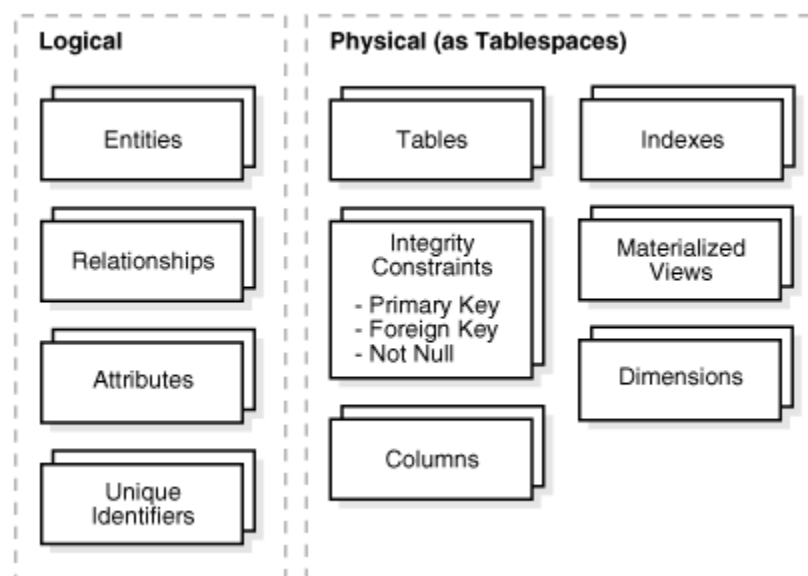 Logical
Entities
Relationships
Attributes
Unique
Identifiers
Physical (as Tablespaces)
Tables
Integrity
Constraints
- Primary Key
- Foreign Key
- Not Null
Columns
Indexes
Materialized
Views
Dimensions